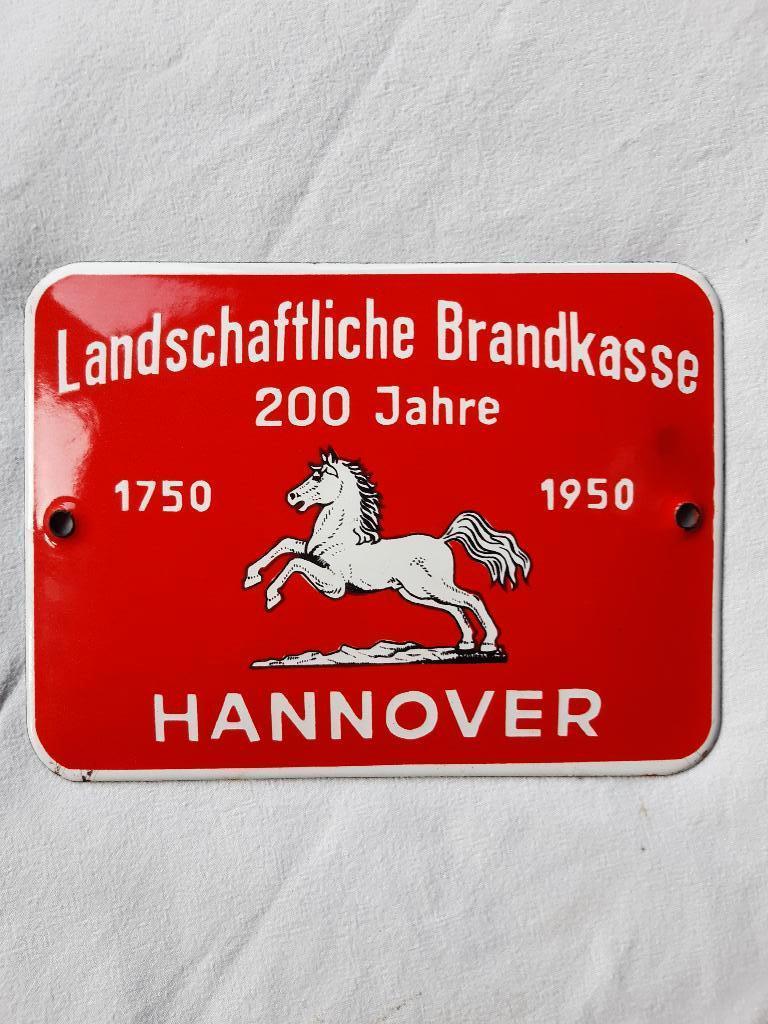 Landschaftliche Brandkasse
200 Jahre
1750 1950
HANNOVER